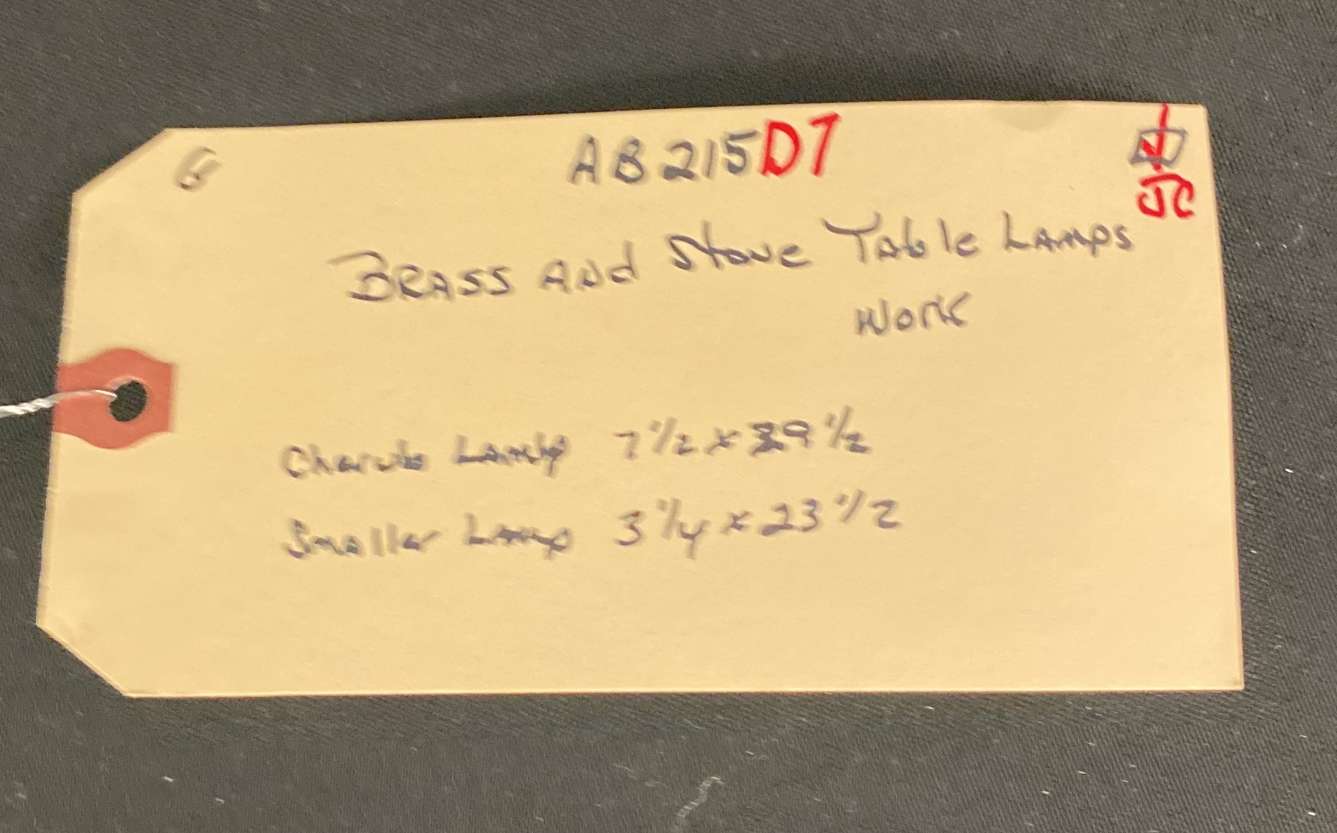 G
AB215D7
JC
Brass and Stone Table Lamps
Work
Cherub Lamp 7 1/2 x 29 1/2
Smaller Lamp 3 1/4 x 23 1/2